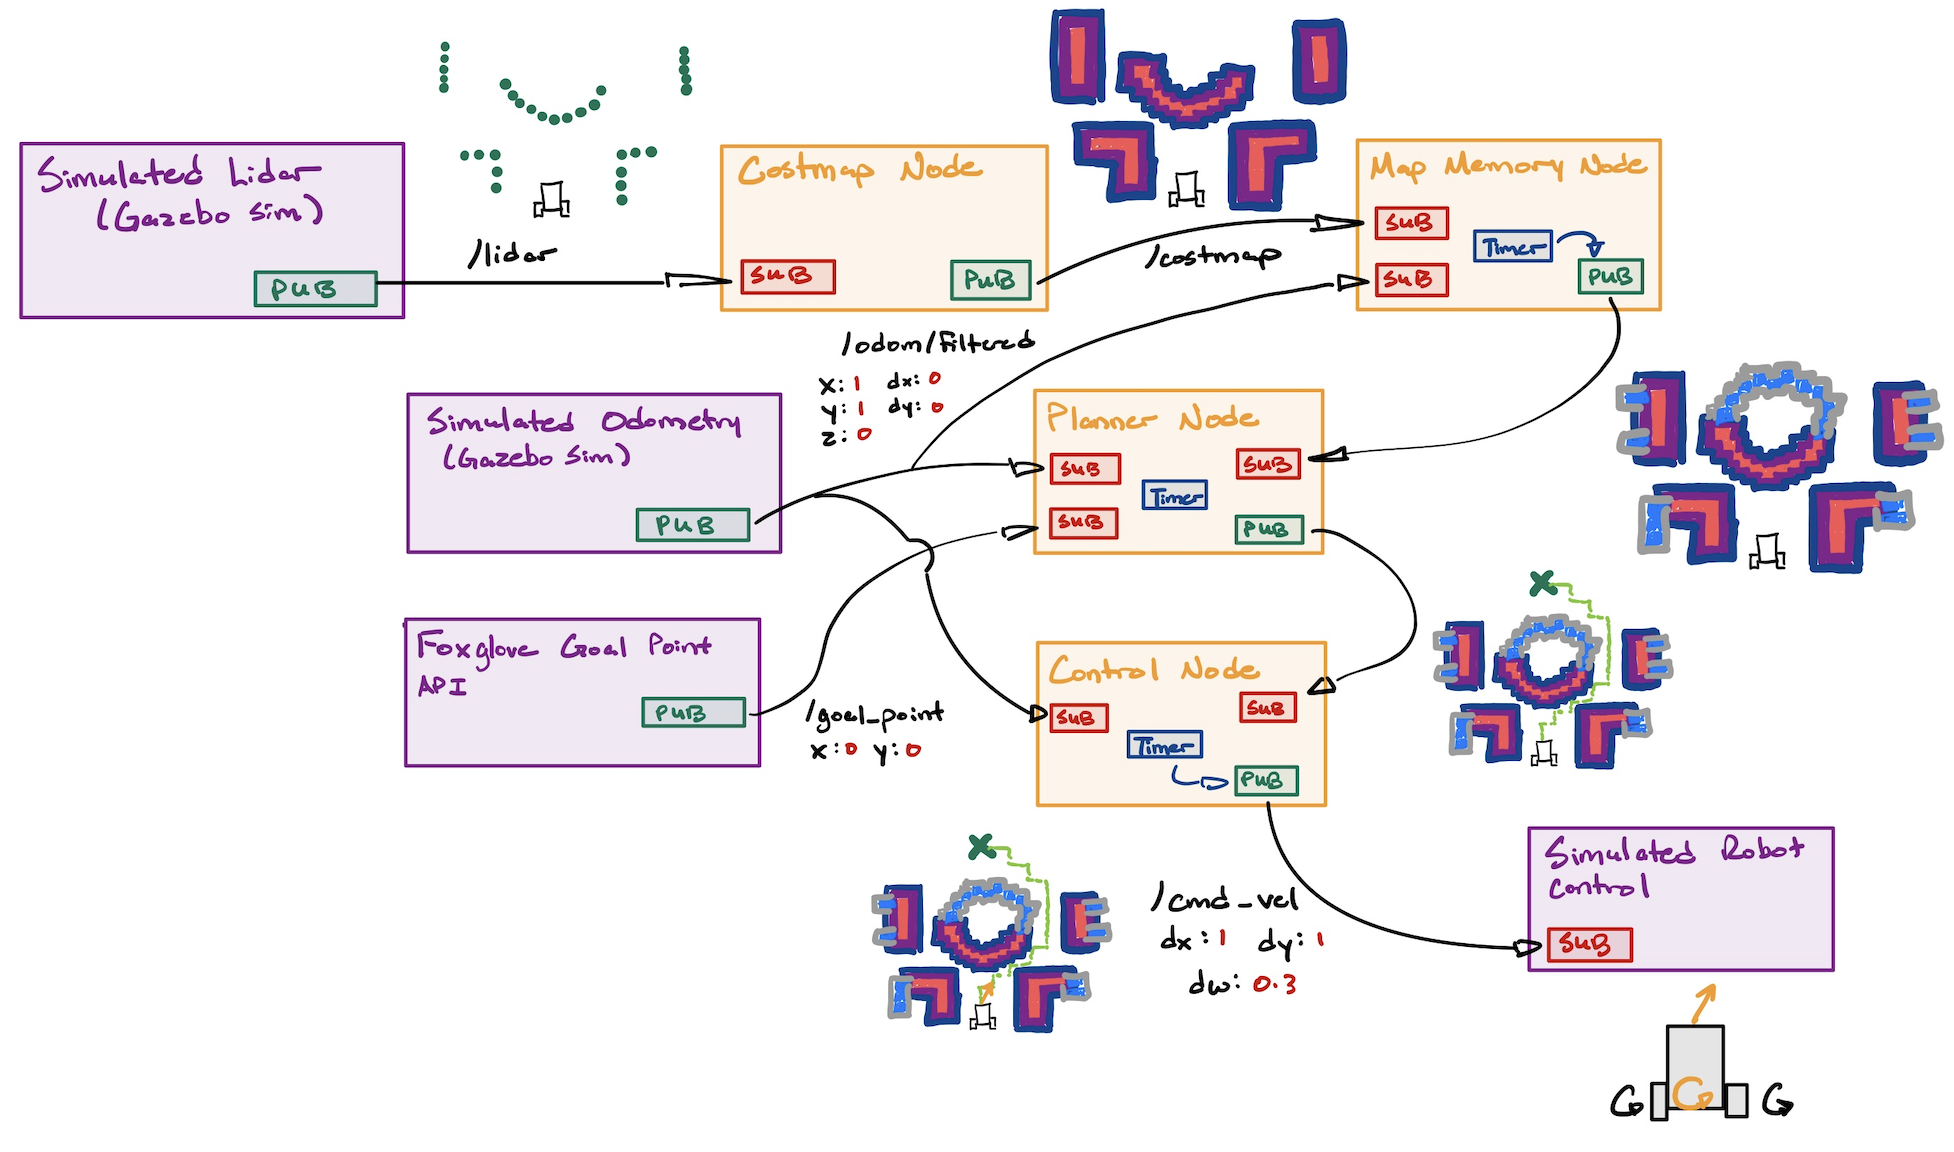 Simulated Lidar
(Gazebo Sim)
PUB
/lidar
Costmap Node
SUB
PUB
/costmap
Map Memory Node
SUB
Timer
SUB
PUB
/odom/filtered
x: 1 dx: 0
y: 1 dy: 0
z: 0
Simulated Odometry
(Gazebo Sim)
PUB
Planner Node
SUB
SUB
Timer
SUB
PUB
Foxglove Goal Point
API
PUB
/goal_point
x: 0 y: 0
Control Node
SUB
SUB
Timer
PUB
/cmd_vel
dx: 1 dy: 1
dw: 0.3
Simulated Robot
Control
SUB